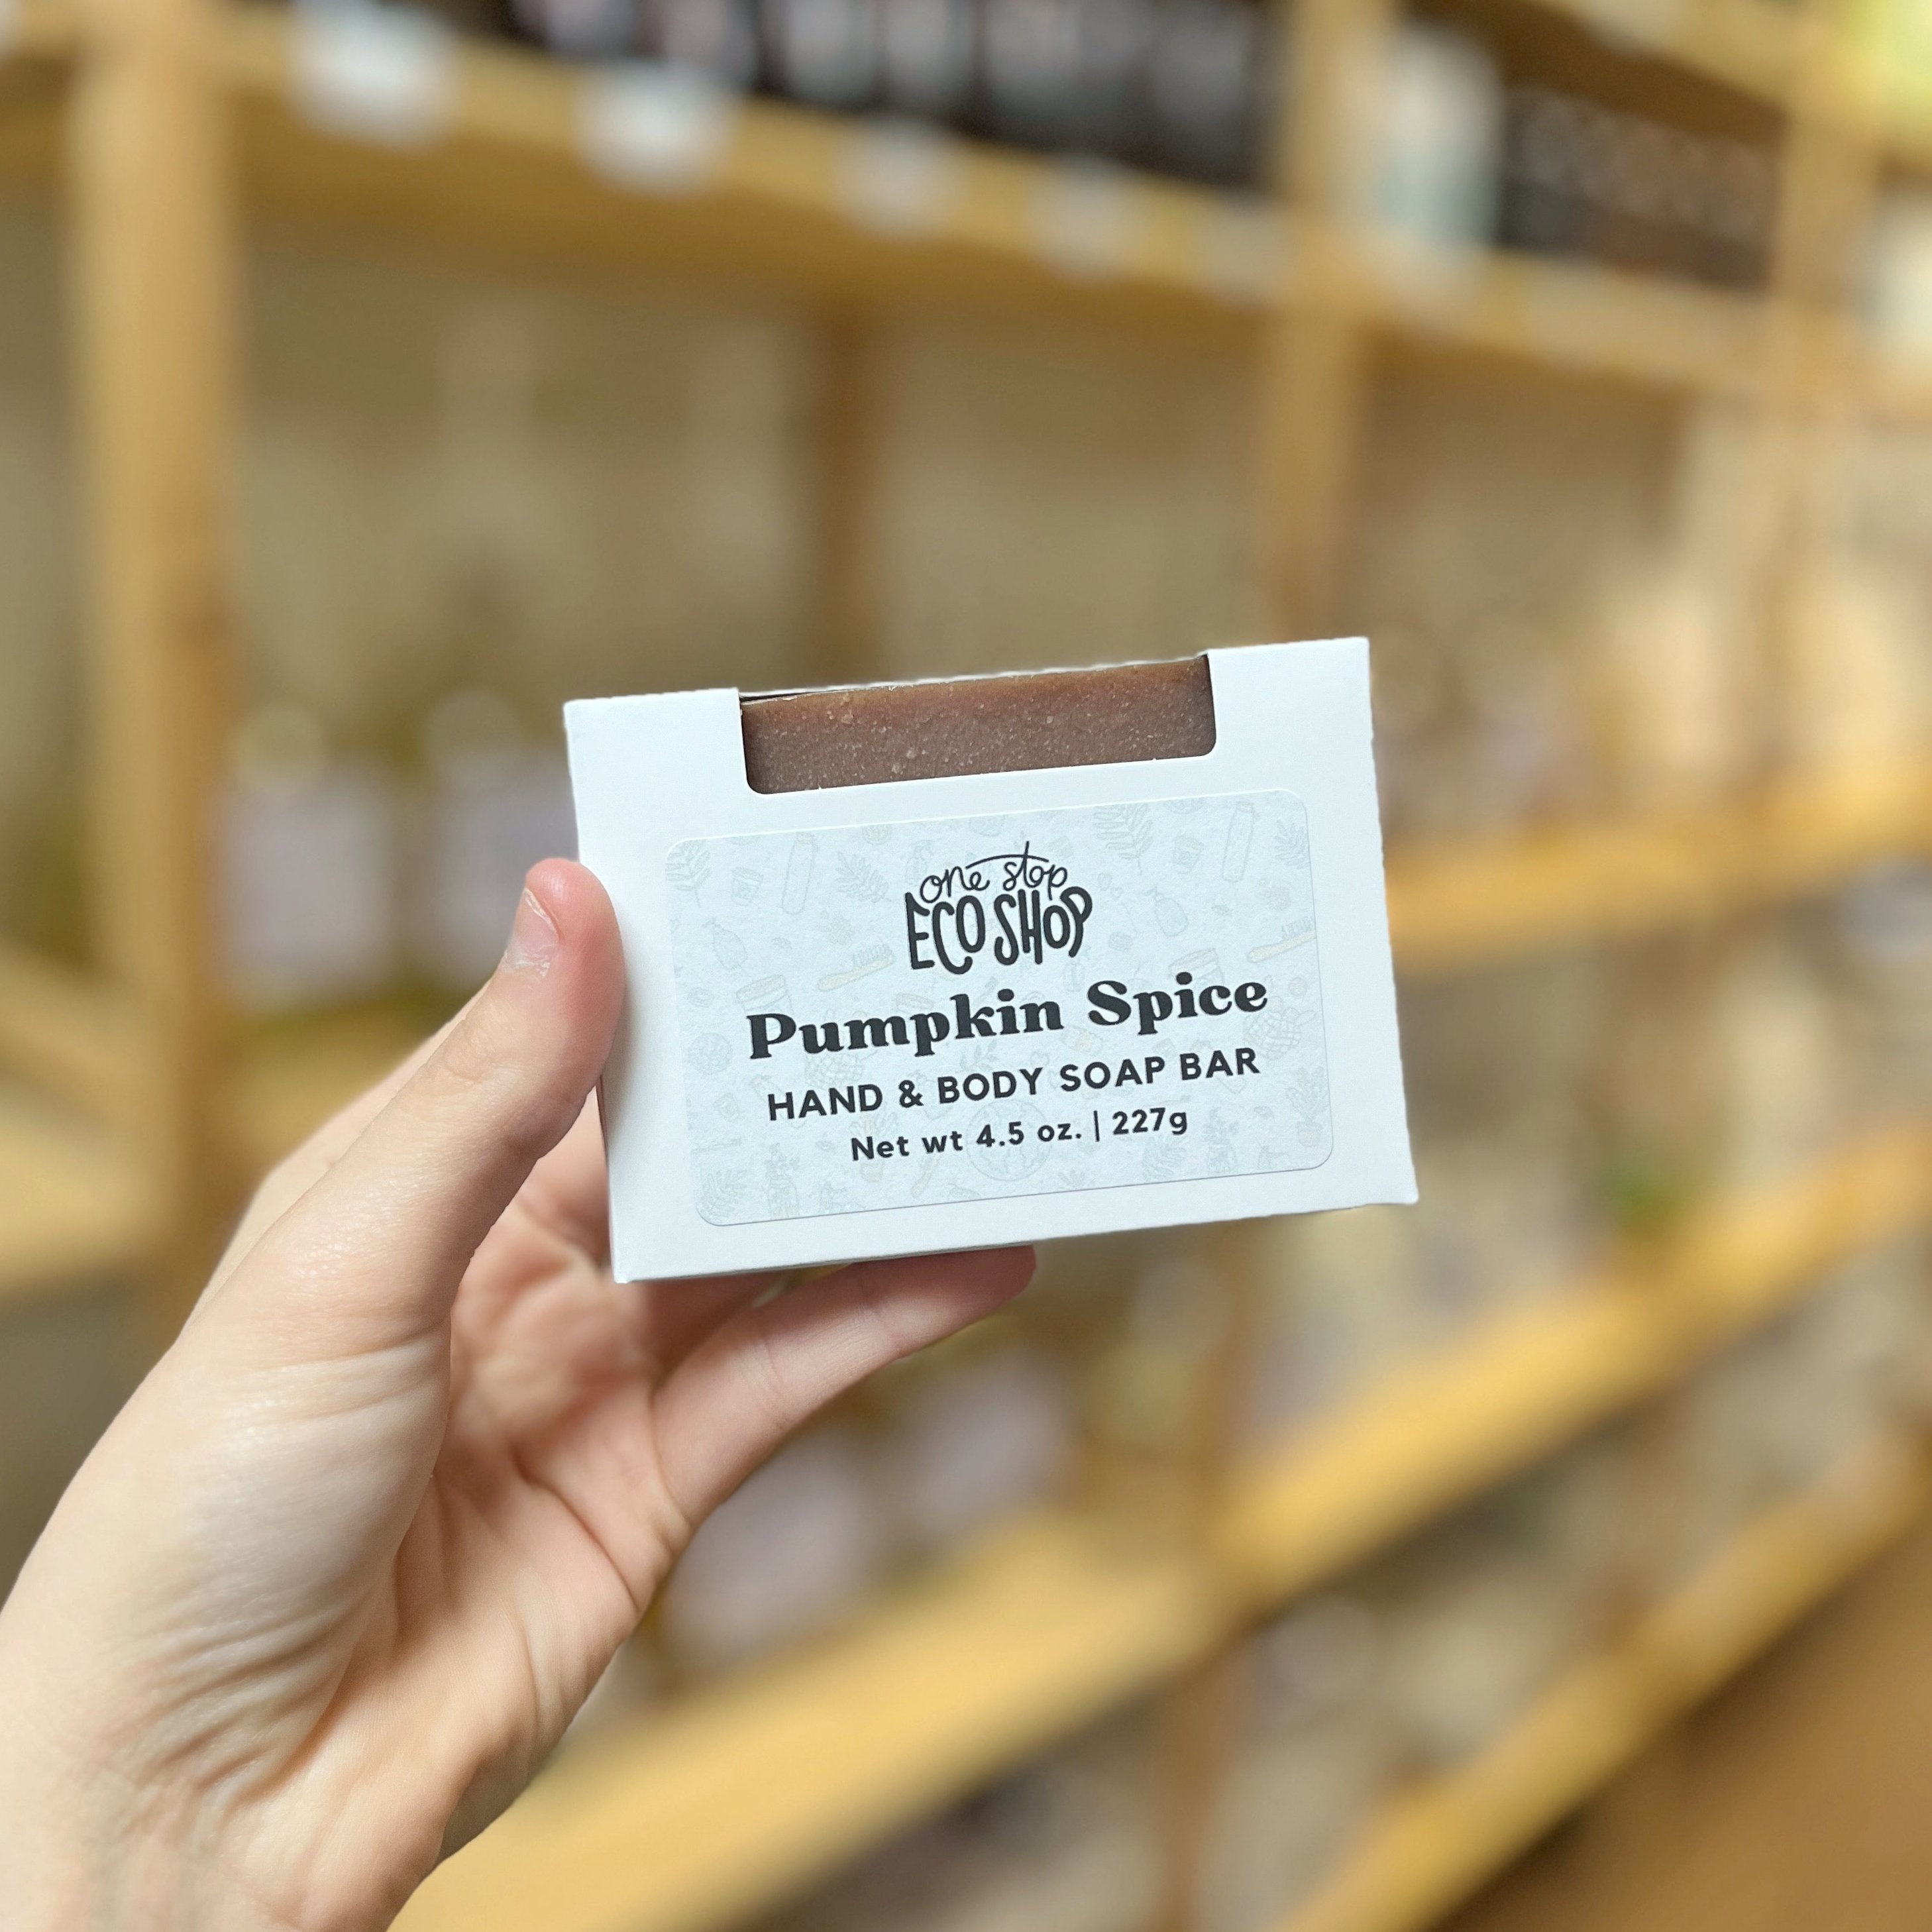 one stop
ECO SHOP
Pumpkin Spice
HAND & BODY SOAP BAR
Net wt 4.5 oz. | 227g